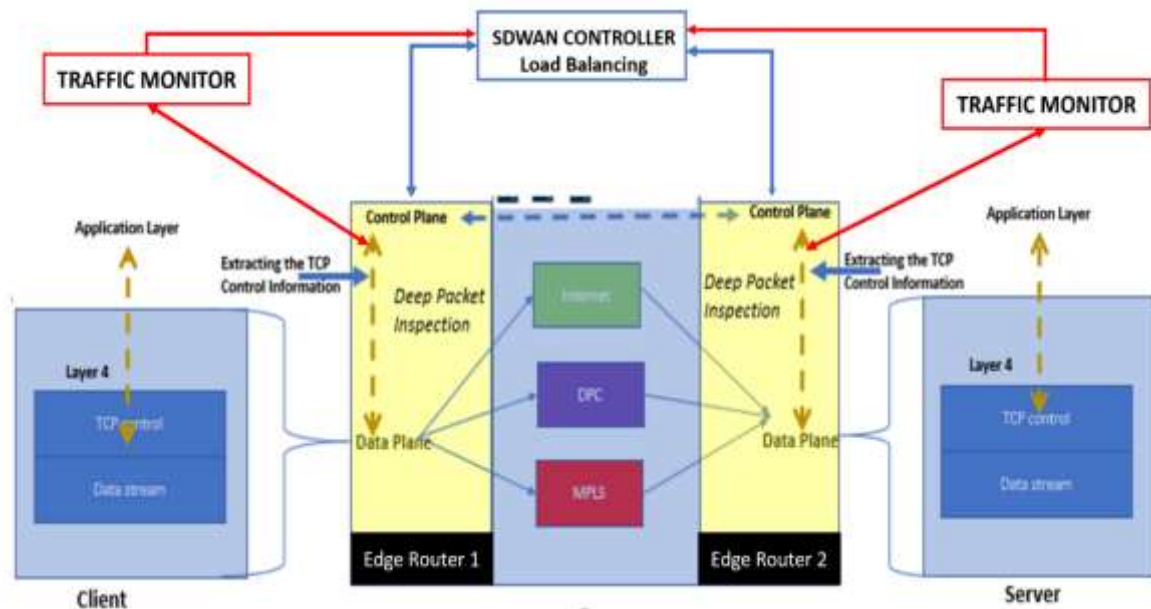 SDWAN CONTROLLER
Load Balancing
TRAFFIC MONITOR
TRAFFIC MONITOR
Control Plane
Control Plane
Application Layer
Application Layer
Extracting the TCP
Control Information
Extracting the TCP
Control Information
Deep Packet
Inspection
Deep Packet
Inspection
Internet
DPC
MPLS
Layer 4
TCP control
Data stream
Layer 4
TCP control
Data stream
Data Plane
Data Plane
Edge Router 1
Edge Router 2
Client
Server